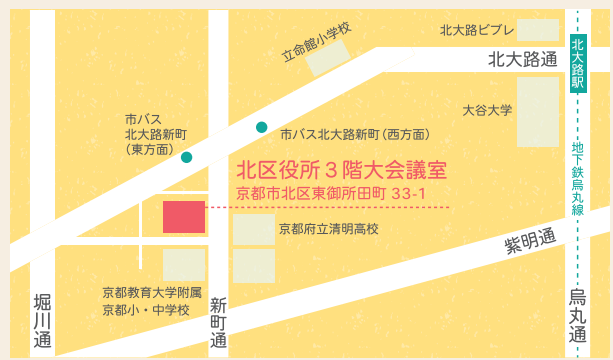 立命館小学校
北大路ビブレ
北大路通
北大路駅
大谷大学
市バス
北大路新町
(東方面)
市バス北大路新町(西方面)
地下鉄烏丸線
北区役所3階大会議室
京都市北区東御所田町 33-1
京都府立清明高校
紫明通
京都教育大学附属
京都小・中学校
堀川通
新町通
烏丸通